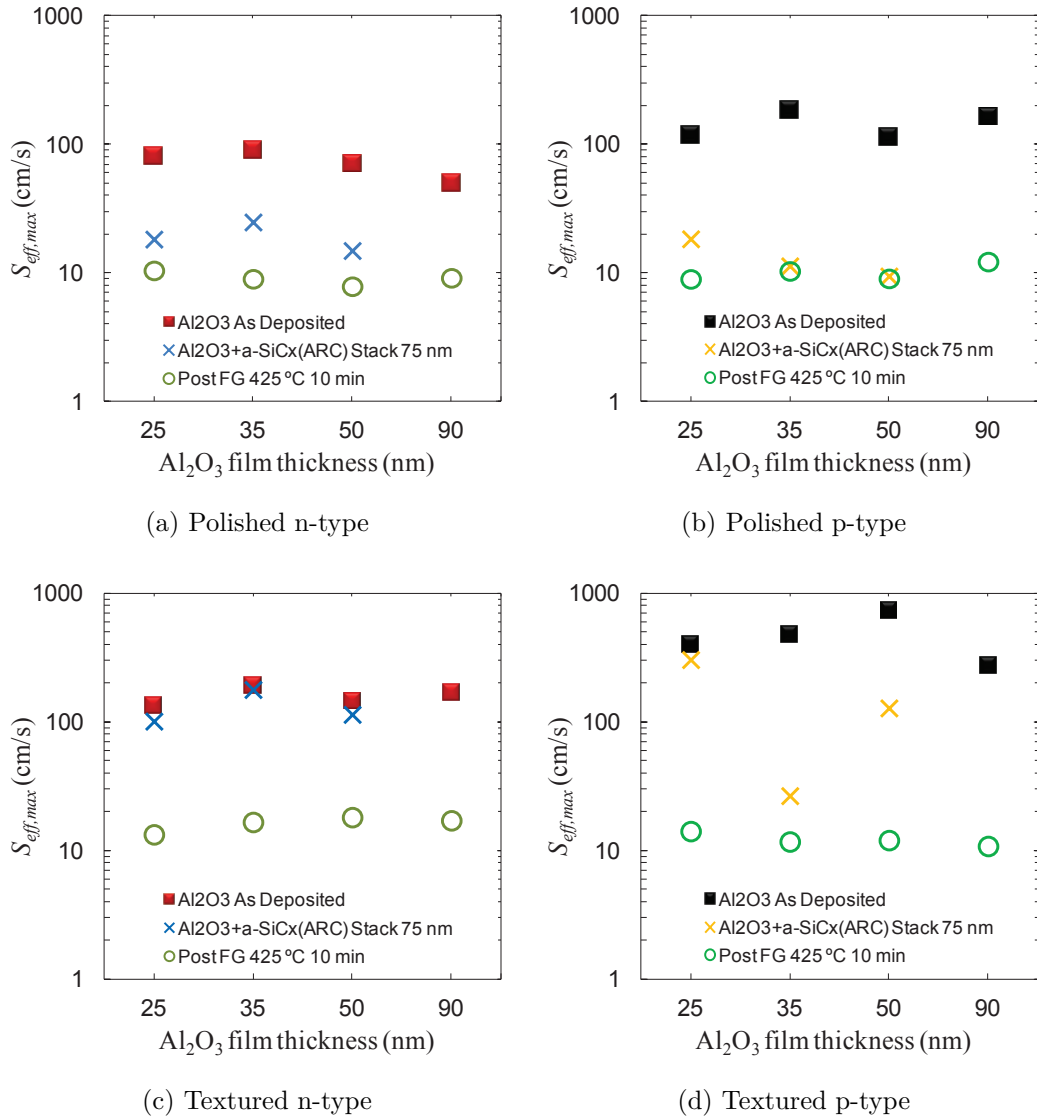 1000
100
10
1
S_eff,max (cm/s)
Al2O3 As Deposited
Al2O3+a-SiCx(ARC) Stack 75 nm
Post FG 425 ºC 10 min
25 35 50 90
Al₂O₃ film thickness (nm)
(a) Polished n-type
1000
100
10
1
S_eff,max (cm/s)
Al2O3 As Deposited
Al2O3+a-SiCx(ARC) Stack 75 nm
Post FG 425 ºC 10 min
25 35 50 90
Al₂O₃ film thickness (nm)
(b) Polished p-type
1000
100
10
1
S_eff,max (cm/s)
Al2O3 As Deposited
Al2O3+a-SiCx(ARC) Stack 75 nm
Post FG 425 ºC 10 min
25 35 50 90
Al₂O₃ film thickness (nm)
(c) Textured n-type
1000
100
10
1
S_eff,max (cm/s)
Al2O3 As Deposited
Al2O3+a-SiCx(ARC) Stack 75 nm
Post FG 425 ºC 10 min
25 35 50 90
Al₂O₃ film thickness (nm)
(d) Textured p-type